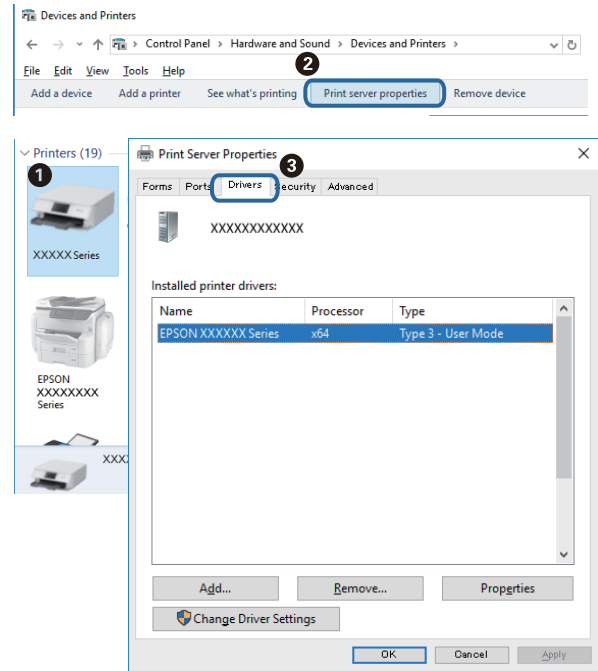 Devices and Printers
Control Panel > Hardware and Sound > Devices and Printers >
File Edit View Tools Help
2
Add a device Add a printer See what's printing Print server properties Remove device
Printers (19)
1
XXXXX Series
EPSON
XXXXXXXX
Series
XXX
Print Server Properties
3
Forms Ports Drivers Security Advanced
XXXXXXXXXXXX
Installed printer drivers:
Name Processor Type
EPSON XXXXXX Series x64 Type 3 - User Mode
Add... Remove... Properties
Change Driver Settings
OK Cancel Apply